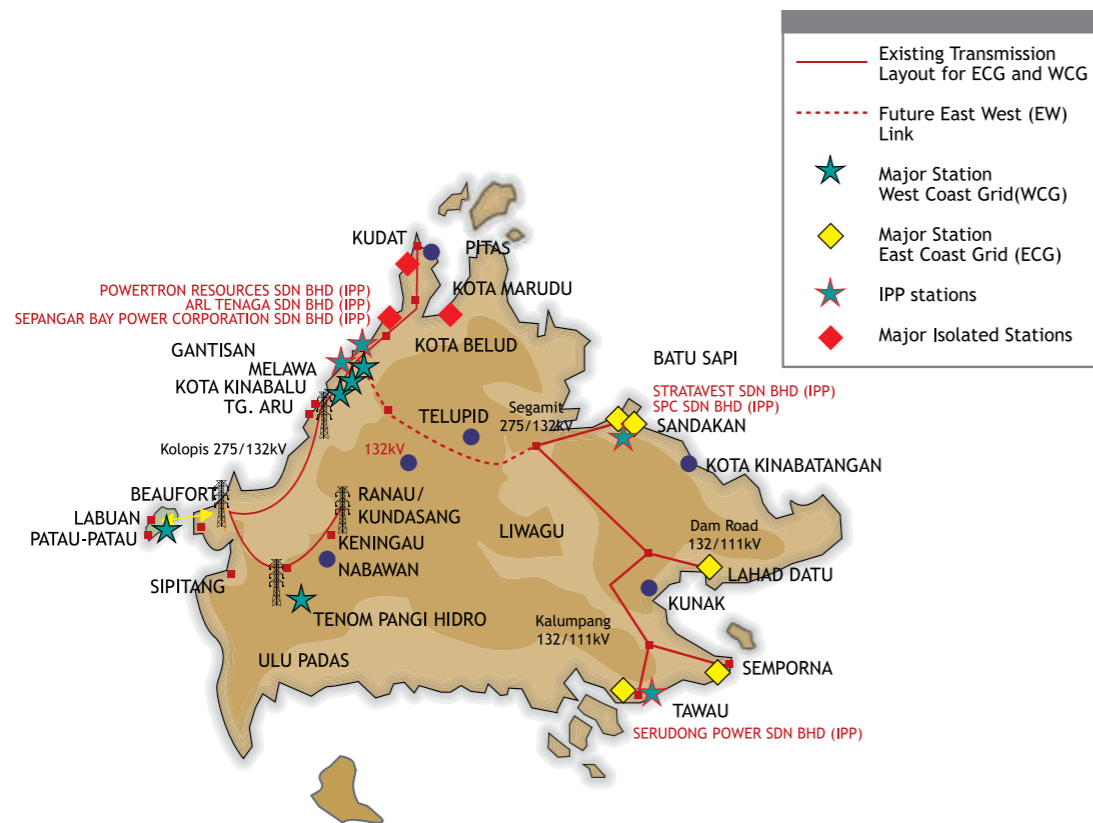 Existing Transmission
Layout for ECG and WCG
Future East West (EW)
Link
Major Station
West Coast Grid(WCG)
Major Station
East Coast Grid (ECG)
IPP stations
Major Isolated Stations
KUDAT
PITAS
POWERTRON RESOURCES SDN BHD (IPP)
ARL TENAGA SDN BHD (IPP)
SEPANGAR BAY POWER CORPORATION SDN BHD (IPP)
KOTA MARUDU
GANTISAN
KOTA BELUD
MELAWA
KOTA KINABALU
TG. ARU
BATU SAPI
STRATAVEST SDN BHD (IPP)
SPC SDN BHD (IPP)
SANDAKAN
TELUPID
Segamit
275/132kV
Kolopis 275/132kV
132kV
KOTA KINABATANGAN
BEAUFORT
RANAU/
KUNDASANG
LABUAN
PATAU-PATAU
LIWAGU
Dam Road
132/111kV
KENINGAU
NABAWAN
LAHAD DATU
SIPITANG
KUNAK
TENOM PANGI HIDRO
Kalumpang
132/111kV
ULU PADAS
SEMPORNA
TAWAU
SERUDONG POWER SDN BHD (IPP)